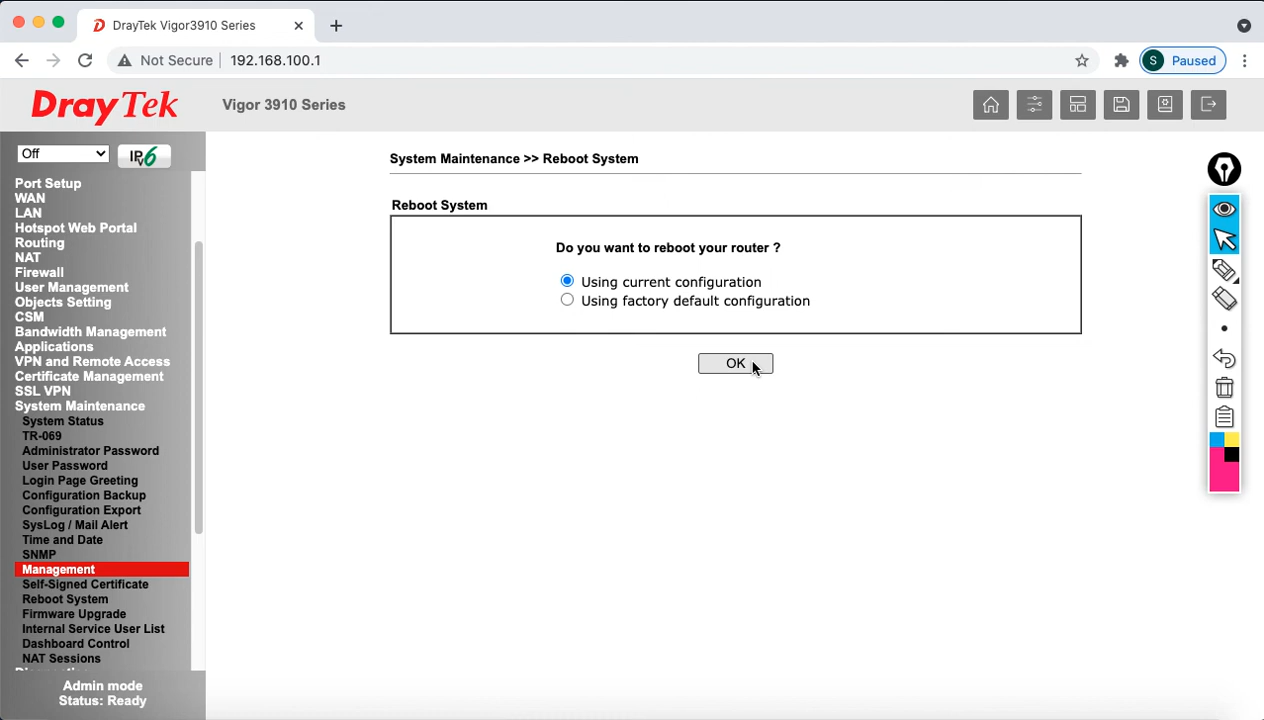 DrayTek Vigor3910 Series
Not Secure
192.168.100.1
S Paused
DrayTek
Vigor 3910 Series
Off
IPv6
Port Setup
WAN
LAN
Hotspot Web Portal
Routing
NAT
Firewall
User Management
Objects Setting
CSM
Bandwidth Management
Applications
VPN and Remote Access
Certificate Management
SSL VPN
System Maintenance
System Status
TR-069
Administrator Password
User Password
Login Page Greeting
Configuration Backup
Configuration Export
SysLog / Mail Alert
Time and Date
SNMP
Management
Self-Signed Certificate
Reboot System
Firmware Upgrade
Internal Service User List
Dashboard Control
NAT Sessions
Admin mode
Status: Ready
System Maintenance >> Reboot System
Reboot System
Do you want to reboot your router ?
Using current configuration
Using factory default configuration
OK